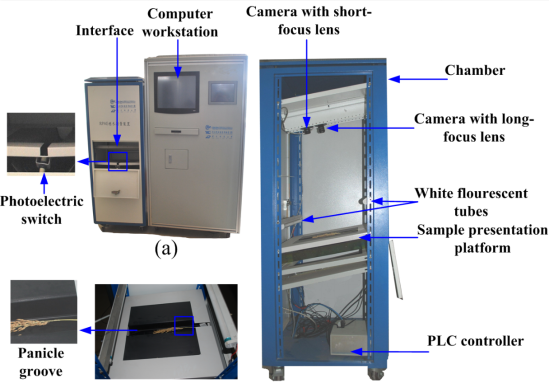 Computer
workstation
Interface
Photoelectric
switch
(a)
Panicle
groove
Camera with short-
focus lens
Chamber
Camera with long-
focus lens
White flourescent
tubes
Sample presentation
platform
PLC controller